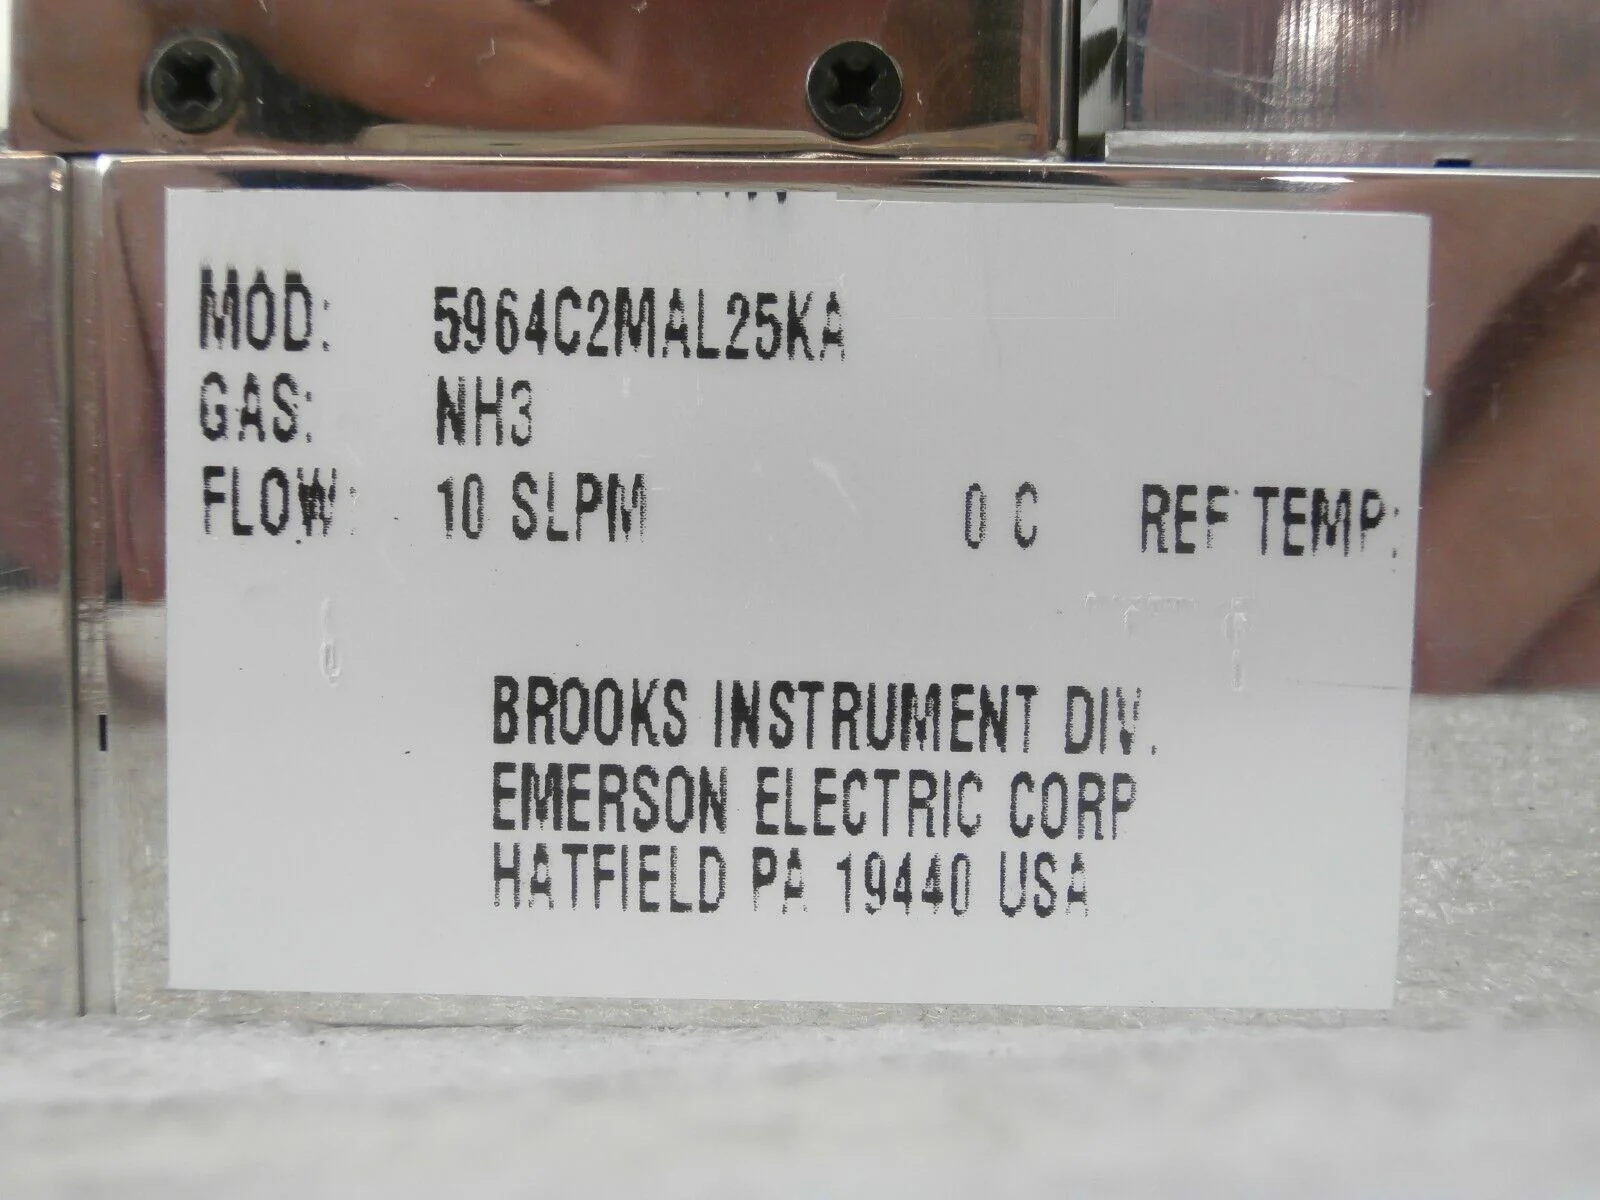 MOD: 5964C2MAL25KA
GAS: NH3
FLOW: 10 SLPM 0 C REF TEMP:
BROOKS INSTRUMENT DIV.
EMERSON ELECTRIC CORP
HATFIELD PA 19440 USA